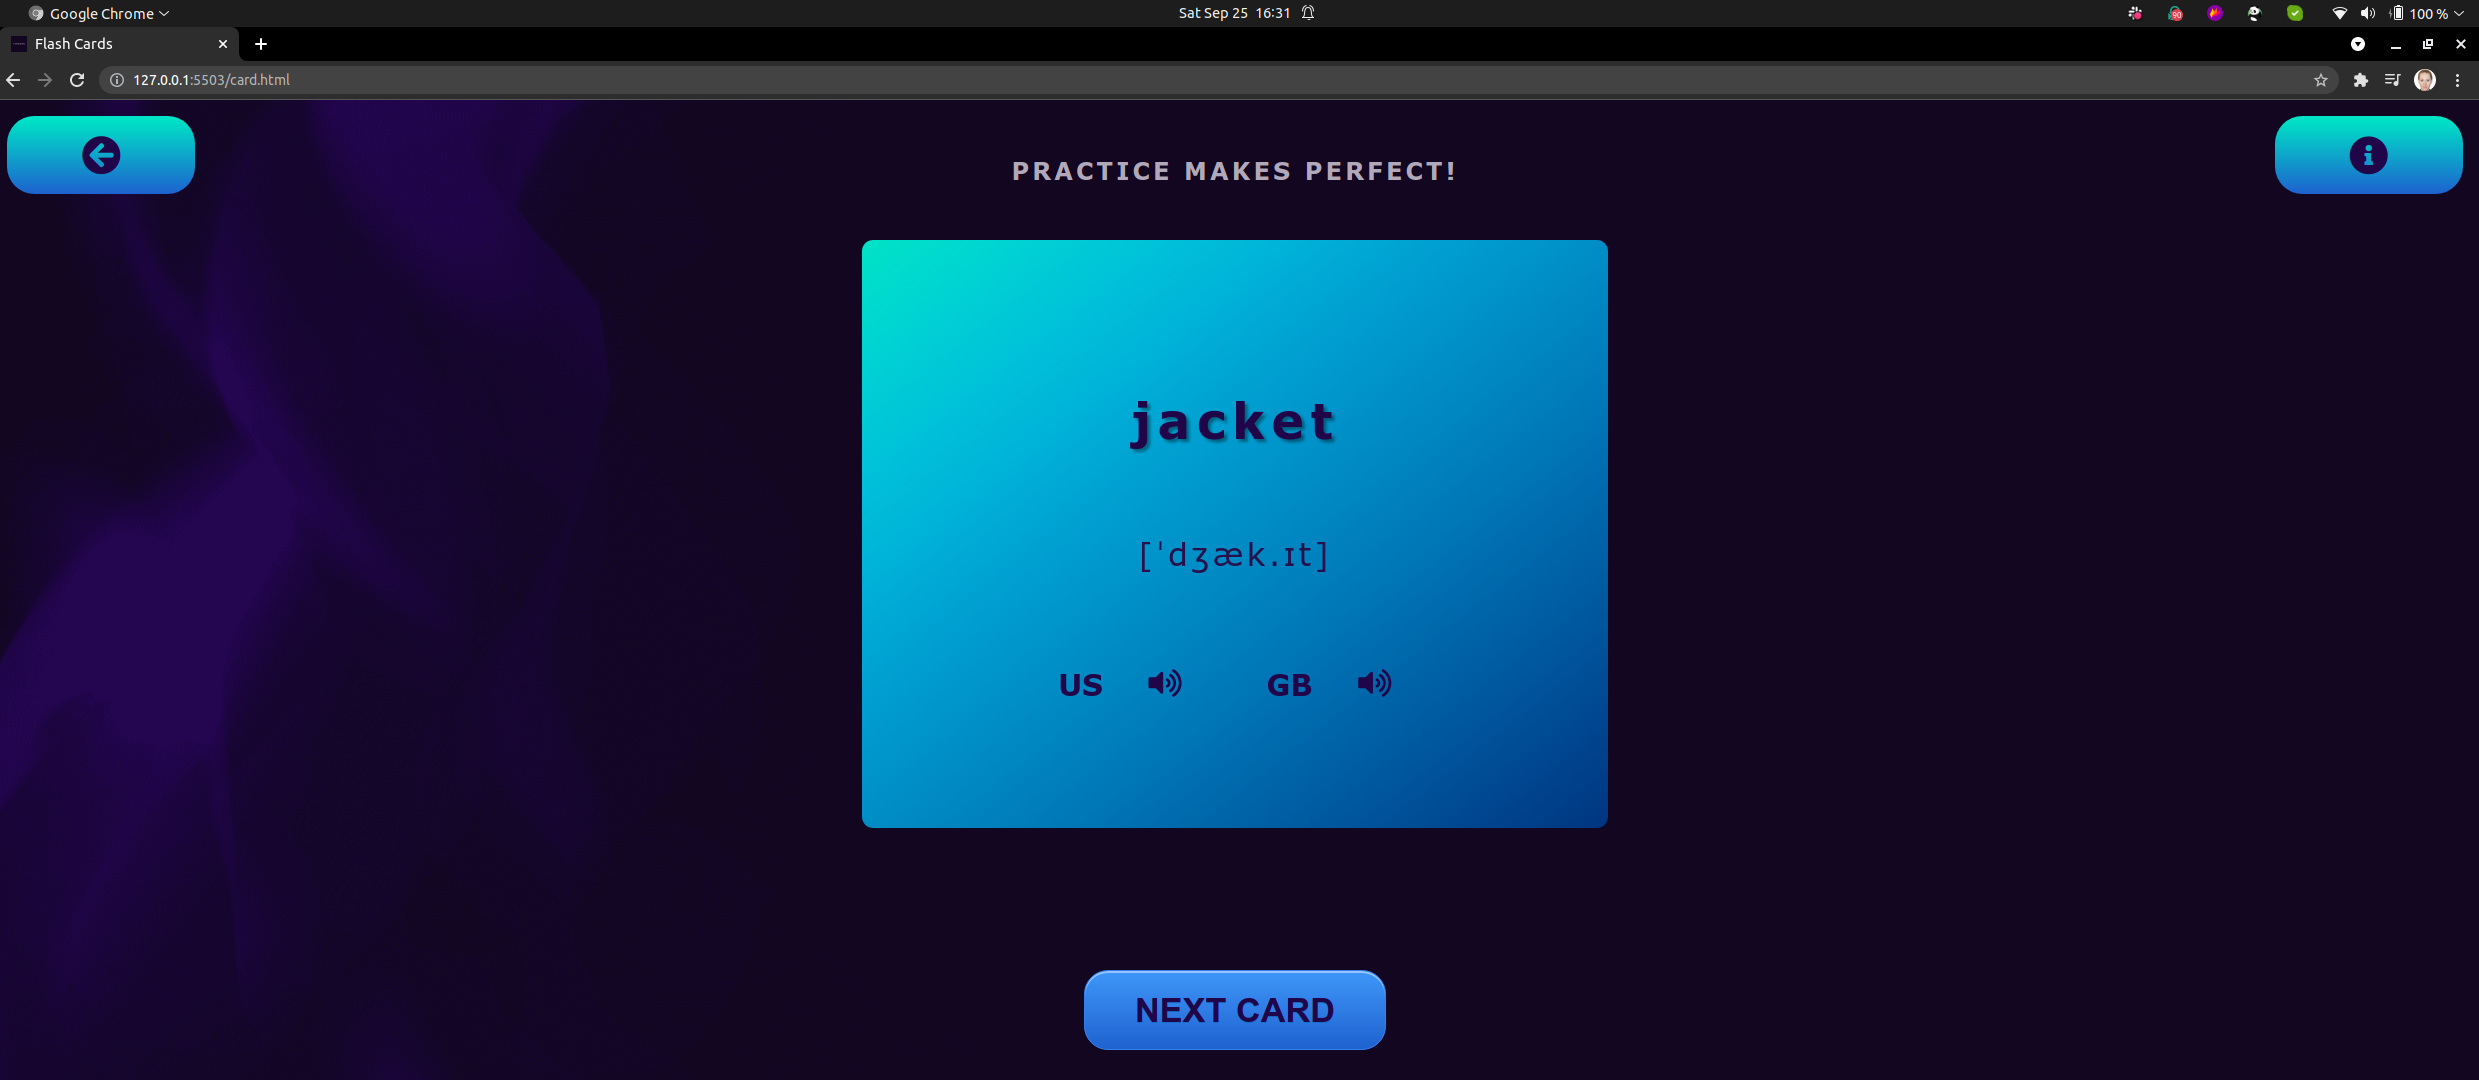 Google Chrome
Sat Sep 25 16:31
90
100 %
Flash Cards
127.0.0.1:5503/card.html
PRACTICE MAKES PERFECT!
jacket
[ˈdʒæk.ɪt]
US GB
NEXT CARD